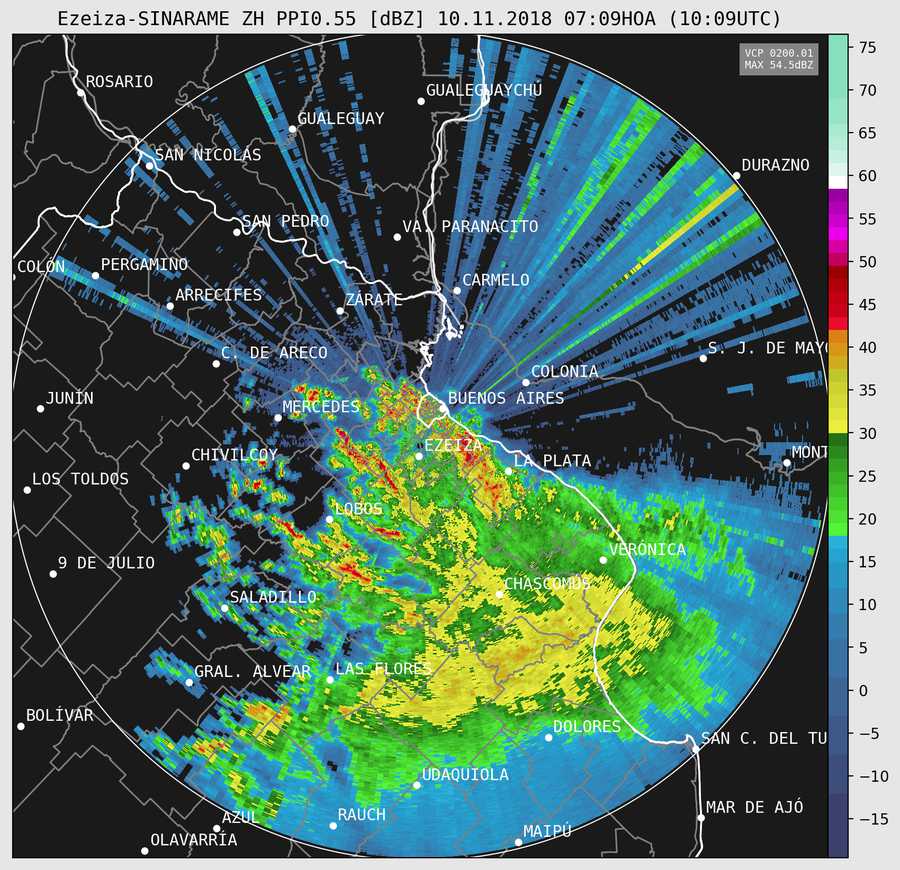 Ezeiza-SINARAME ZH PPI0.55 [dBZ] 10.11.2018 07:09HOA (10:09UTC)
VCP 0200.01
MAX 54.5dBZ
75
70
65
60
55
50
45
40
35
30
25
20
15
10
5
0
−5
−10
−15
ROSARIO
GUALEGUAYCHÚ
GUALEGUAY
SAN NICOLÁS
DURAZNO
SAN PEDRO
VA. PARANACITO
COLÓN
PERGAMINO
CARMELO
ARRECIFES
ZÁRATE
C. DE ARECO
S. J. DE MAYO
COLONIA
JUNÍN
MERCEDES
BUENOS AIRES
EZEIZA
CHIVILCOY
LA PLATA
MONT
LOS TOLDOS
LOBOS
VERÓNICA
9 DE JULIO
CHASCOMÚS
SALADILLO
GRAL. ALVEAR
LAS FLORES
BOLÍVAR
DOLORES
SAN C. DEL TU
UDAQUIOLA
MAR DE AJÓ
RAUCH
AZUL
MAIPÚ
OLAVARRÍA